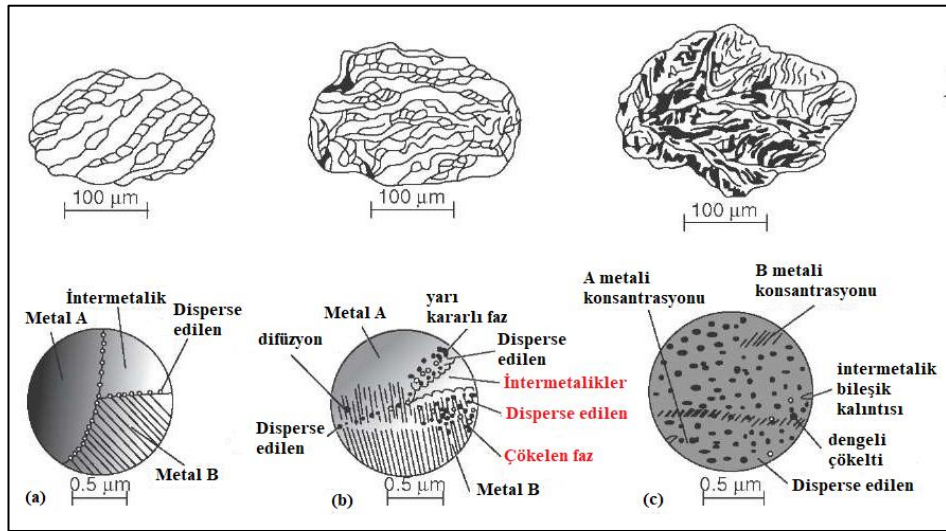 100 µm
100 µm
100 µm
İntermetalik
Metal A
Disperse
edilen
Metal B
(a)
0.5 µm
yarı
kararlı faz
Metal A
difüzyon
Disperse
edilen
İntermetalikler
Disperse edilen
Disperse
edilen
Çökelen faz
Metal B
(b)
0.5 µm
A metali
konsantrasyonu
B metali
konsantrasyonu
intermetalik
bileşik
kalıntısı
dengeli
çökelti
Disperse edilen
(c)
0.5 µm